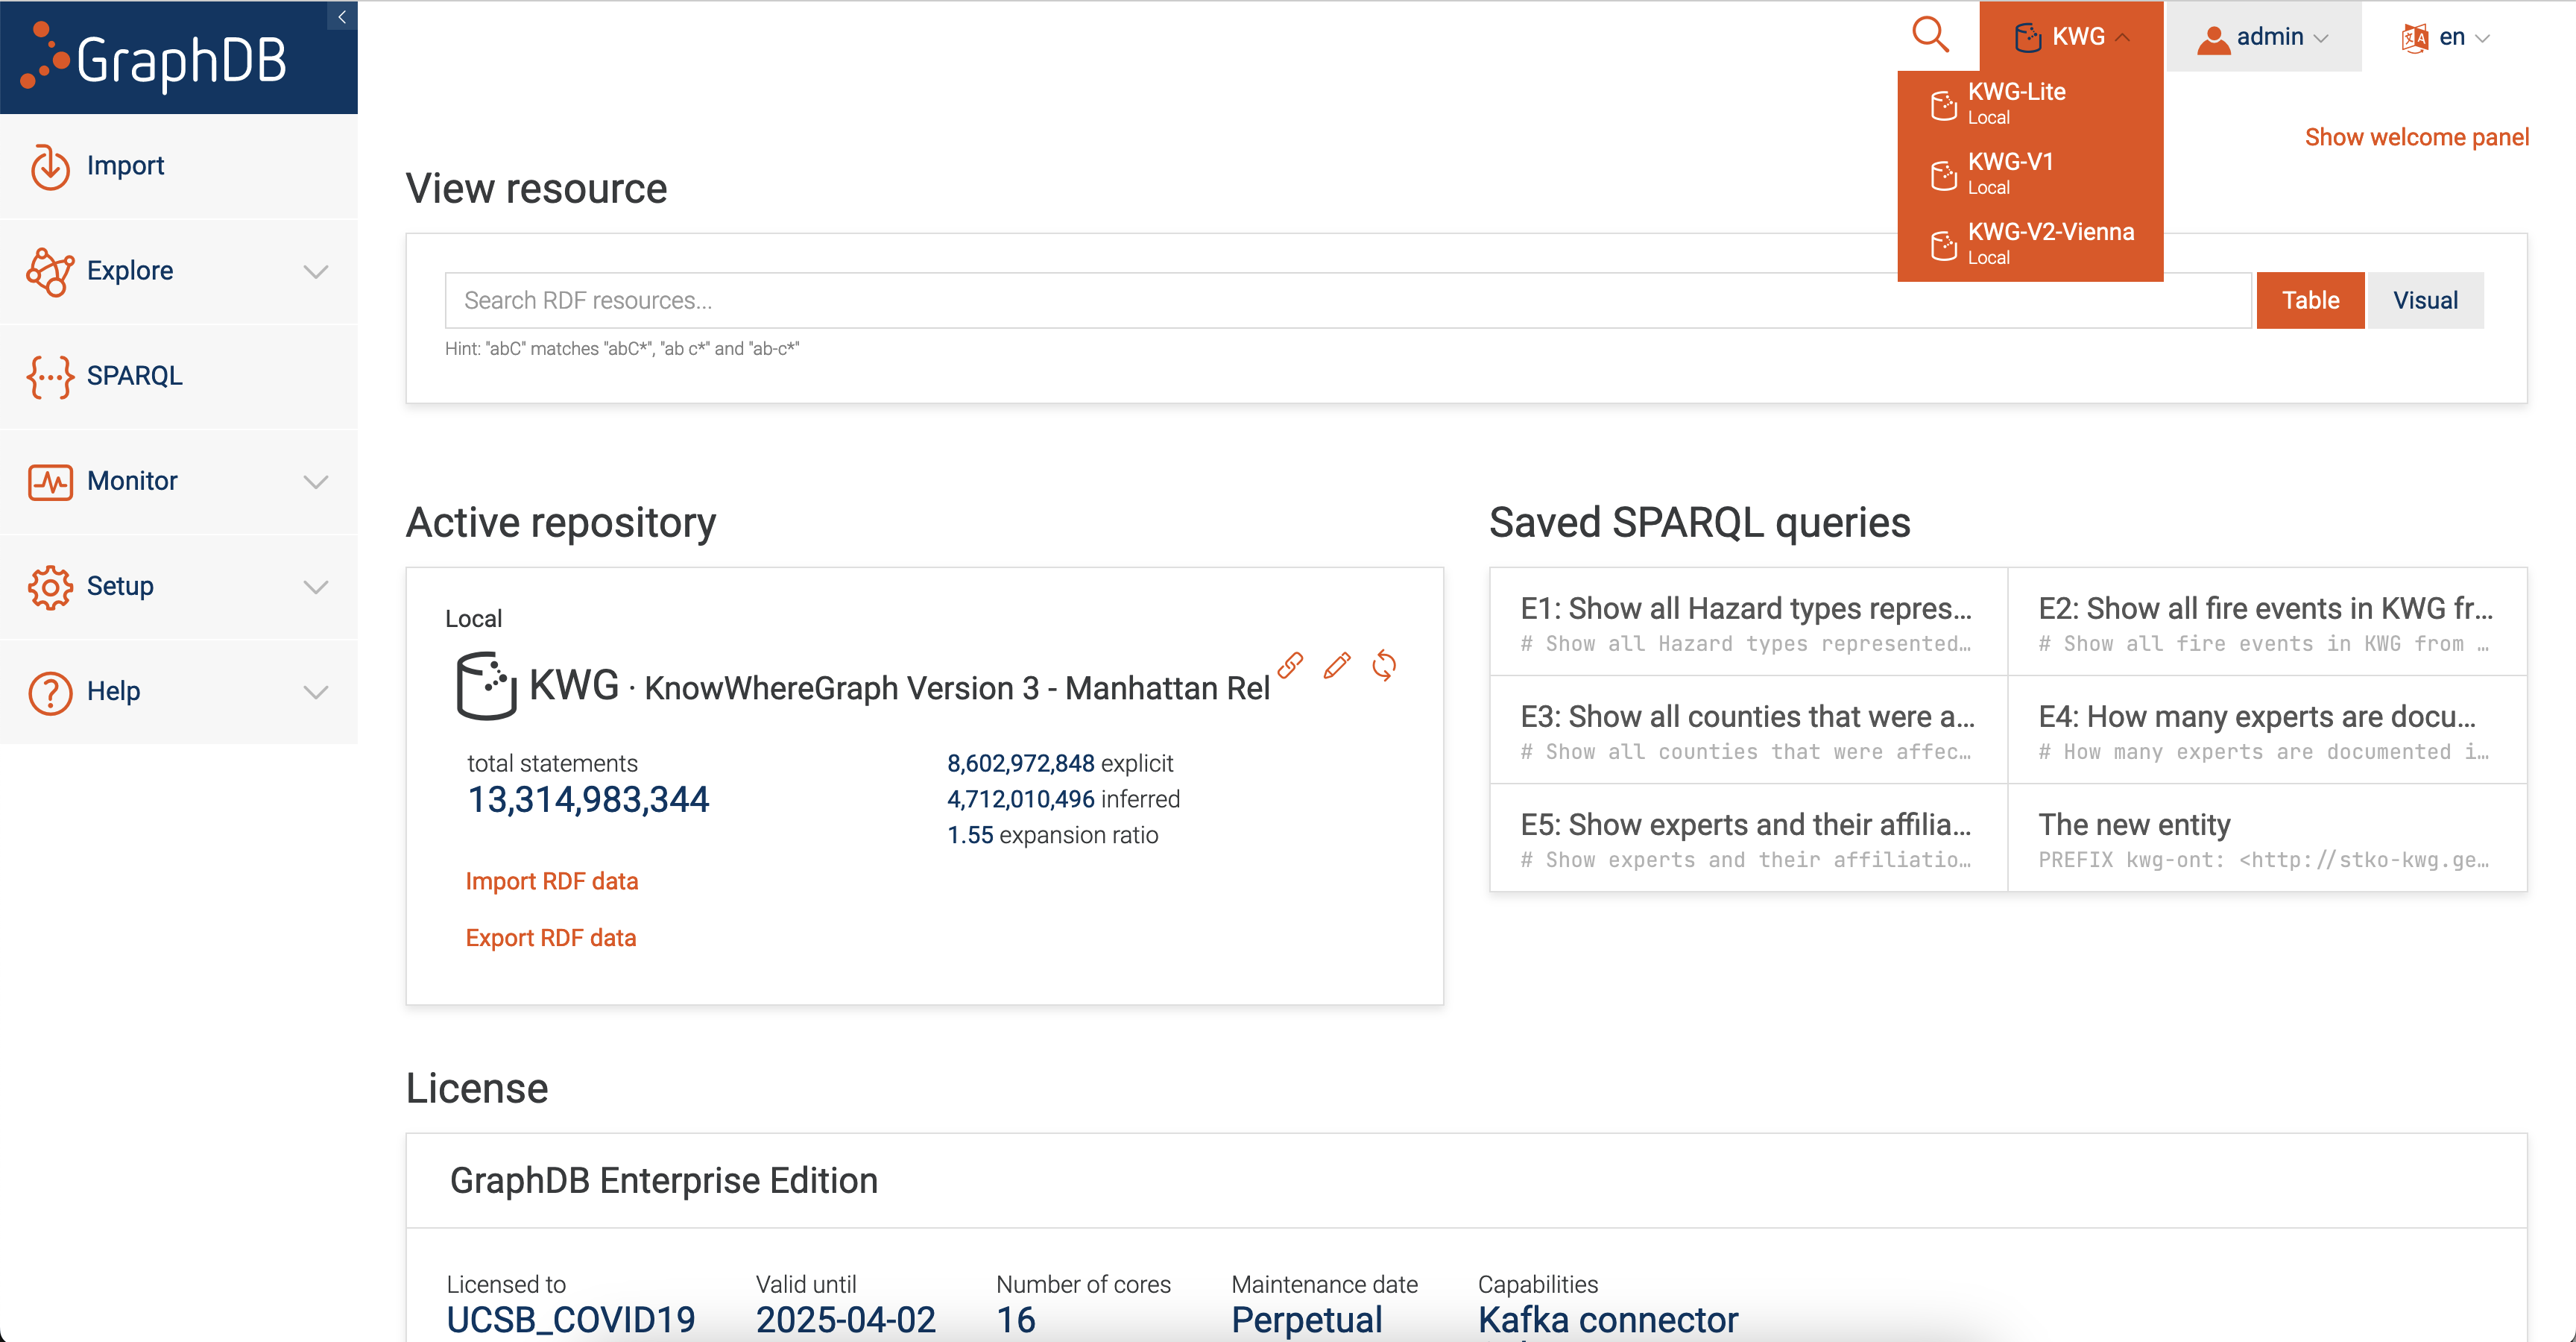 GraphDB
KWG
admin
en
KWG-Lite
Local
KWG-V1
Local
KWG-V2-Vienna
Local
Show welcome panel
Import
Explore
SPARQL
Monitor
Setup
Help
View resource
Search RDF resources...
Table
Visual
Hint: "abC" matches "abC*", "ab c*" and "ab-c*"
Active repository
Local
KWG · KnowWhereGraph Version 3 - Manhattan Rel
total statements
13,314,983,344
8,602,972,848 explicit
4,712,010,496 inferred
1.55 expansion ratio
Import RDF data
Export RDF data
Saved SPARQL queries
E1: Show all Hazard types repres...
# Show all Hazard types represented…
E2: Show all fire events in KWG fr...
# Show all fire events in KWG from …
E3: Show all counties that were a...
# Show all counties that were affec…
E4: How many experts are docu...
# How many experts are documented i…
E5: Show experts and their affilia...
# Show experts and their affiliatio…
The new entity
PREFIX kwg-ont: <http://stko-kwg.ge…
License
GraphDB Enterprise Edition
Licensed to
UCSB_COVID19
Valid until
2025-04-02
Number of cores
16
Maintenance date
Perpetual
Capabilities
Kafka connector